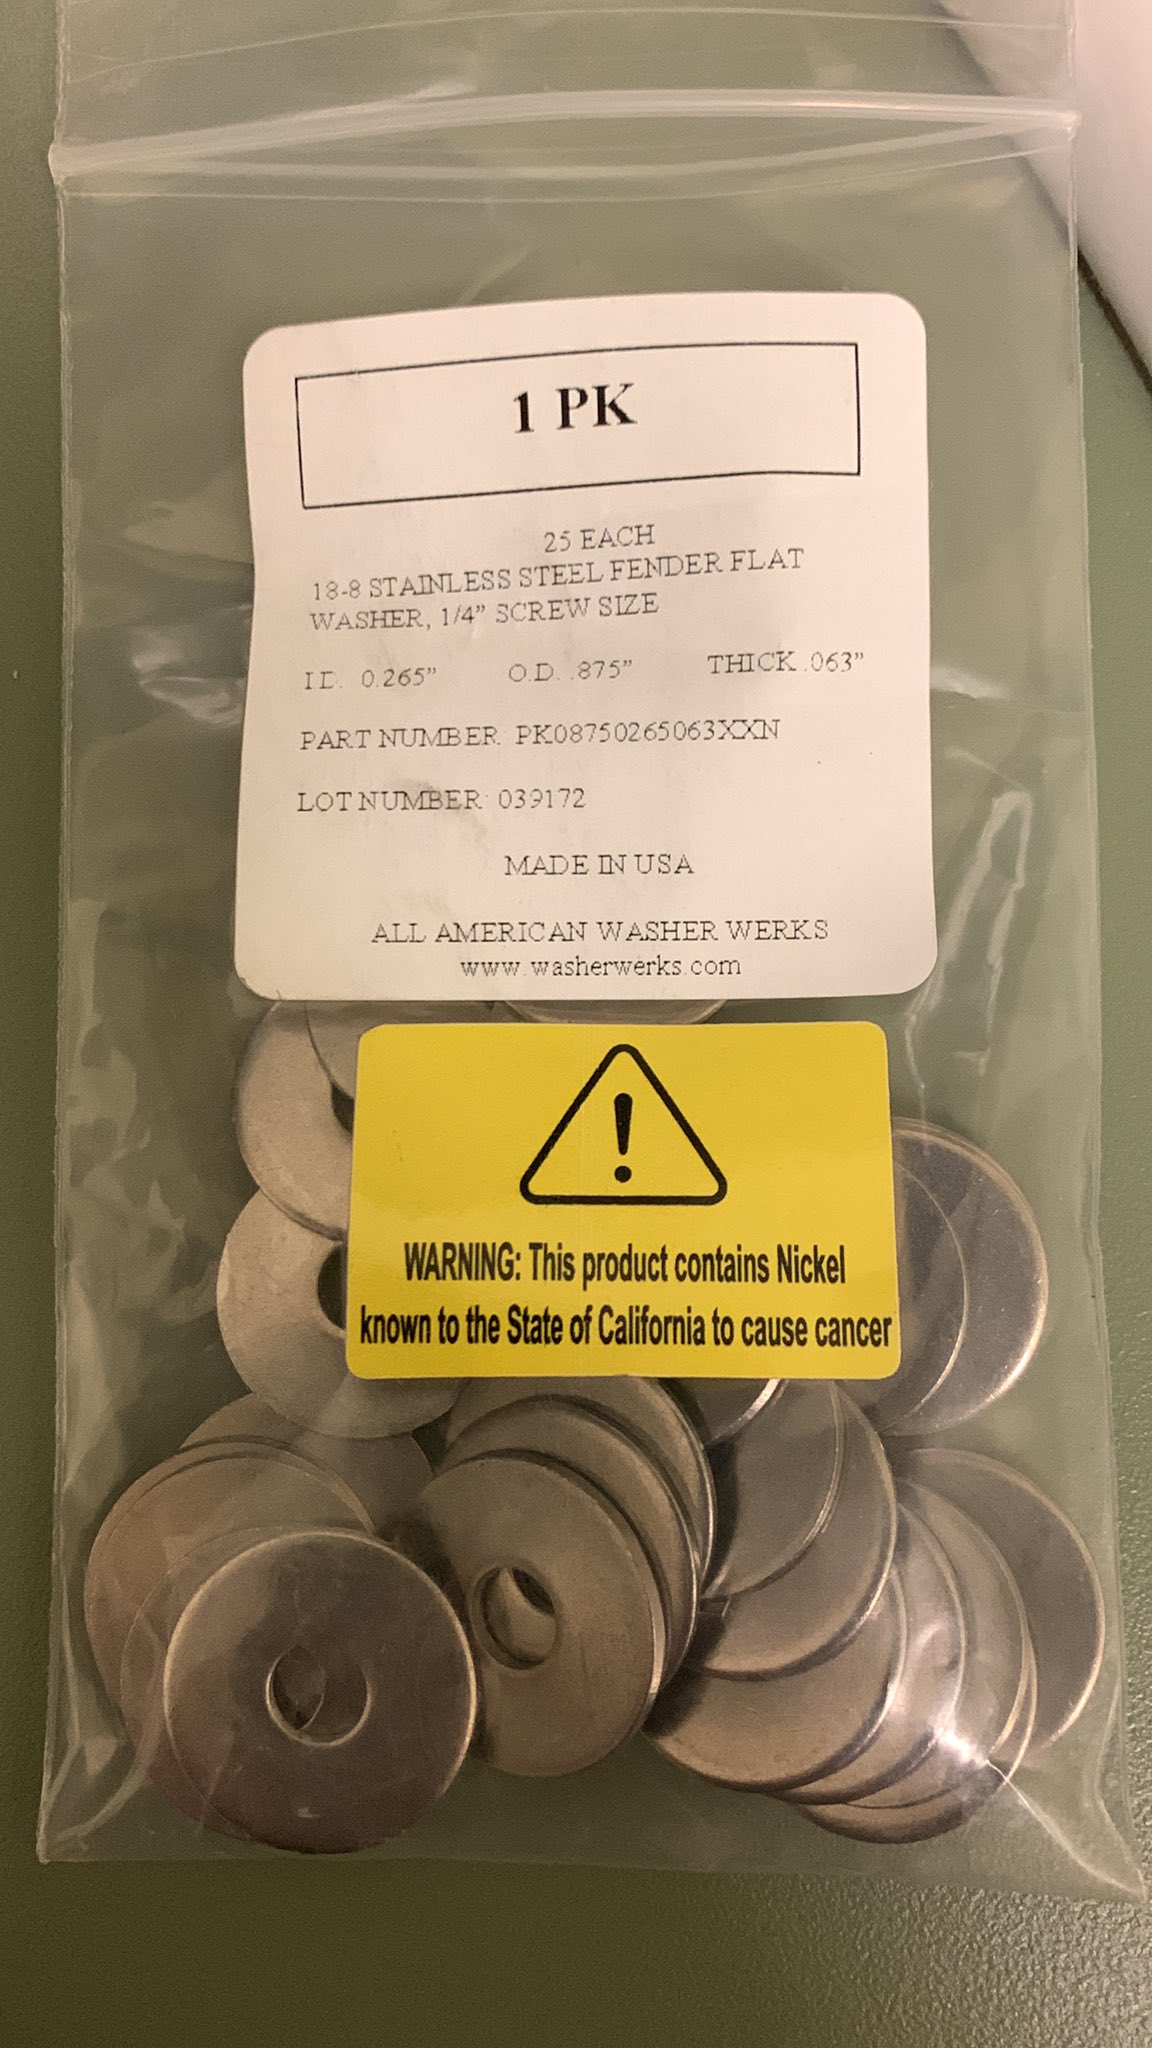 1 PK
25 EACH
18-8 STAINLESS STEEL FENDER FLAT
WASHER, 1/4” SCREW SIZE
I.D. 0.265” O.D. .875” THICK .063”
PART NUMBER: PK08750265063XXN
LOT NUMBER: 039172
MADE IN USA
ALL AMERICAN WASHER WERKS
www.washerwerks.com
WARNING: This product contains Nickel
known to the State of California to cause cancer